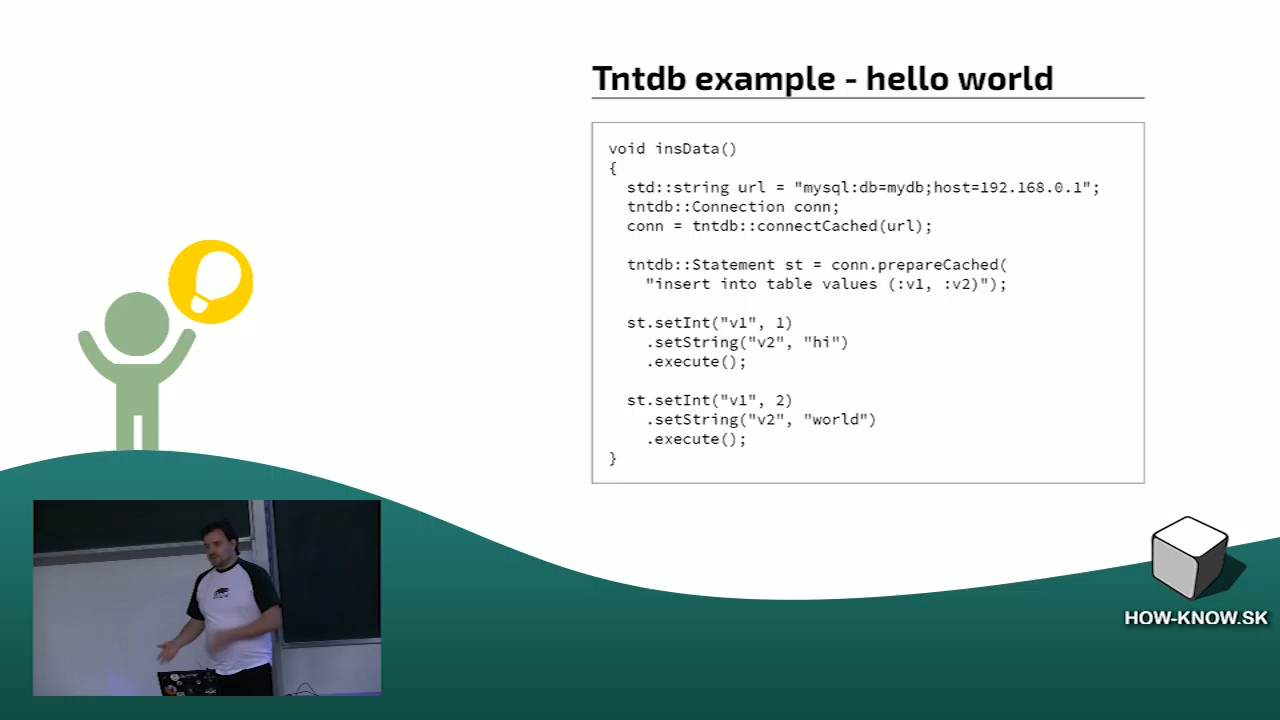 Tntdb example - hello world
void insData()
{
std::string url = "mysql:db=mydb;host=192.168.0.1";
tntdb::Connection conn;
conn = tntdb::connectCached(url);
tntdb::Statement st = conn.prepareCached(
"insert into table values (:v1, :v2)");
st.setInt("v1", 1)
.setString("v2", "hi")
.execute();
st.setInt("v1", 2)
.setString("v2", "world")
.execute();
}
HOW-KNOW.SK